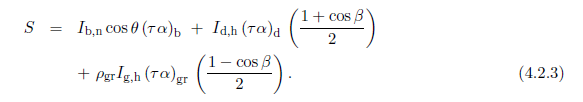 S = I_{b,n} cos θ (τα)_b + I_{d,h} (τα)_d ((1 + cos β)/2)
+ ρ_{gr} I_{g,h} (τα)_{gr} ((1 − cos β)/2). (4.2.3)